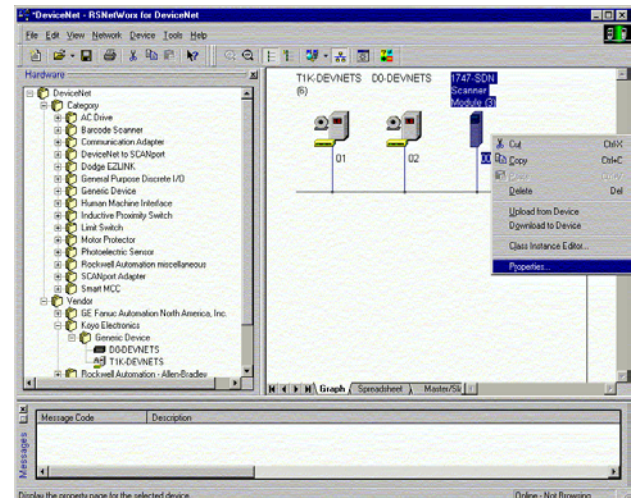 *DeviceNet - RSNetWorx for DeviceNet
File Edit View Network Device Tools Help
Hardware
DeviceNet
Category
AC Drive
Barcode Scanner
Communication Adapter
DeviceNet to SCANport
Dodge EZLINK
General Purpose Discrete I/O
Generic Device
Human Machine Interface
Inductive Proximity Switch
Limit Switch
Motor Protector
Photoelectric Sensor
Rockwell Automation miscellaneous
SCANport Adapter
Smart MCC
Vendor
GE Fanuc Automation North America, Inc.
Koyo Electronics
Generic Device
D0-DEVNETS
T1K-DEVNETS
Rockwell Automation - Allen-Bradley
T1K-DEVNETS (6)
D0-DEVNETS
1747-SDN Scanner Module (3)
01
02
00
Cut Ctrl+X
Copy Ctrl+C
Paste
Delete Del
Upload from Device
Download to Device
Class Instance Editor...
Properties...
Graph Spreadsheet
Messages
Message Code Description
Display the property page for the selected device.
Online - Not Browsing